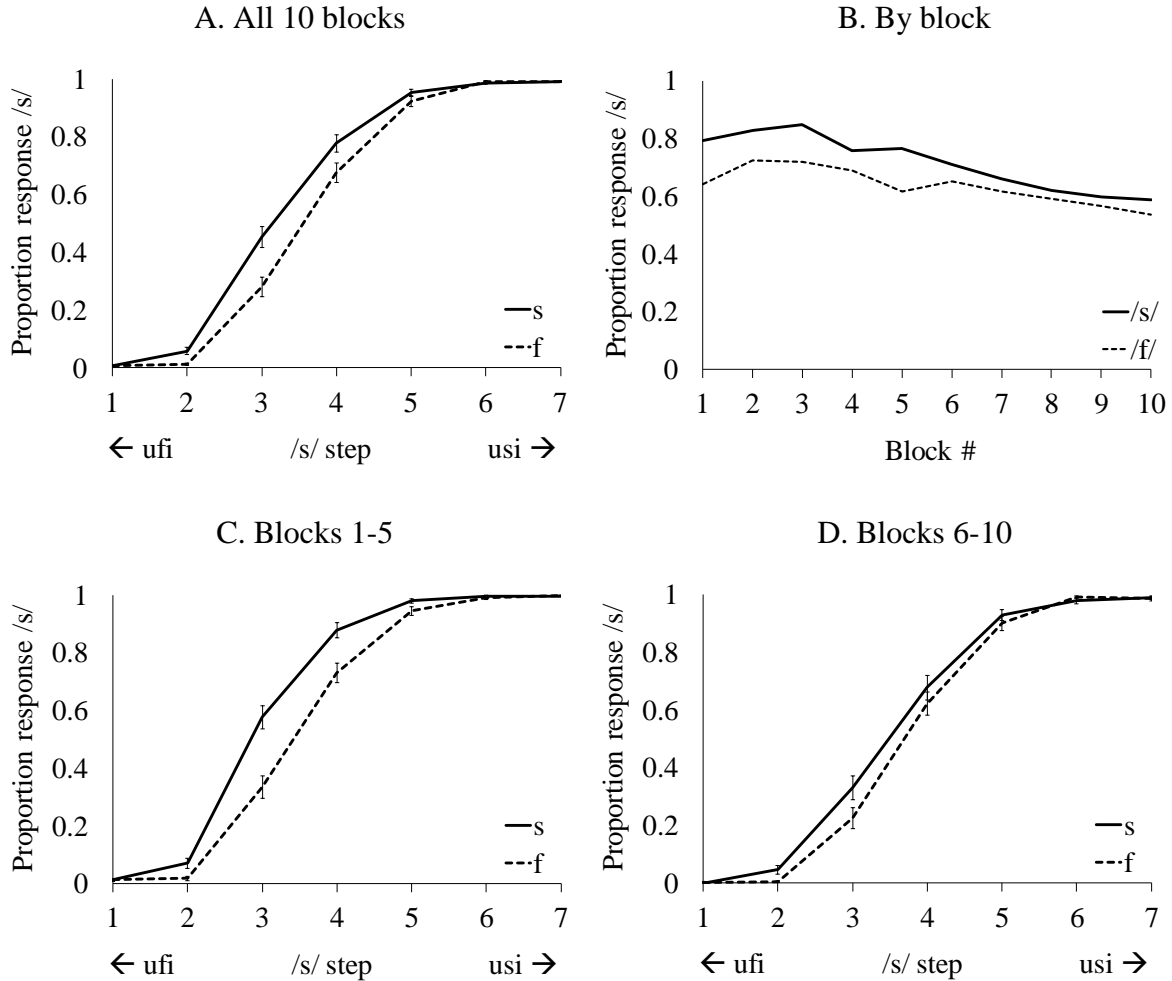 A. All 10 blocks
Proportion response /s/
1
0.8
0.6
0.4
0.2
0
s
f
1 2 3 4 5 6 7
← ufi /s/ step usi →
B. By block
Proportion response /s/
1
0.8
0.6
0.4
0.2
0
/s/
/f/
1 2 3 4 5 6 7 8 9 10
Block #
C. Blocks 1-5
Proportion response /s/
1
0.8
0.6
0.4
0.2
0
s
f
1 2 3 4 5 6 7
← ufi /s/ step usi →
D. Blocks 6-10
Proportion response /s/
1
0.8
0.6
0.4
0.2
0
s
f
1 2 3 4 5 6 7
← ufi /s/ step usi →